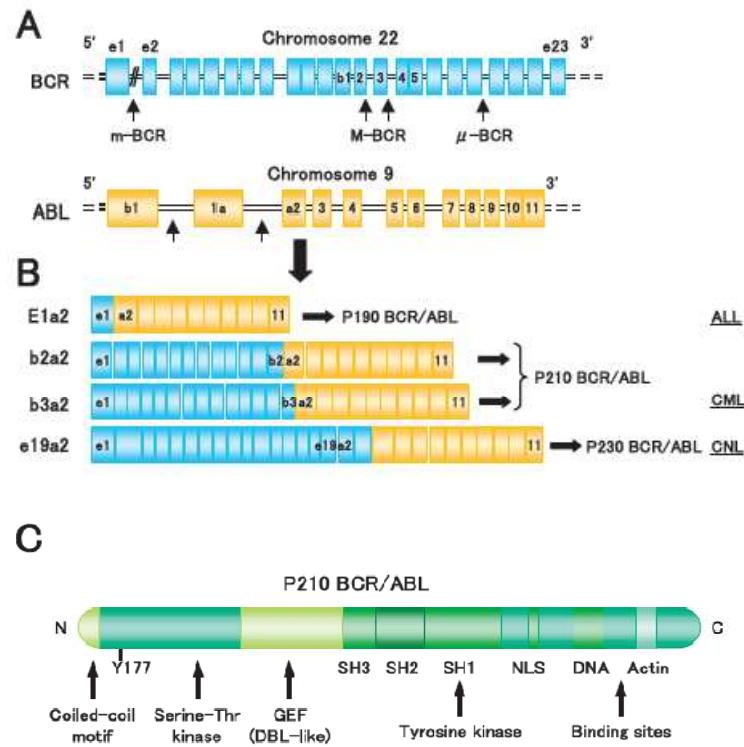 A
Chromosome 22
5' e1 e2 e23 3'
BCR b1 2 3 4 5
m-BCR M-BCR μ-BCR
Chromosome 9
5' 3'
ABL b1 1a a2 3 4 5 6 7 8 9 10 11
B
E1a2 e1 a2 11 P190 BCR/ABL ALL
b2a2 e1 b2 a2 11
P210 BCR/ABL
b3a2 e1 b3a2 11 CML
e19a2 e1 e19a2 11 P230 BCR/ABL CNL
C
P210 BCR/ABL
N C
Y177 SH3 SH2 SH1 NLS DNA Actin
Coiled-coil Serine-Thr GEF Tyrosine kinase Binding sites
motif kinase (DBL-like)